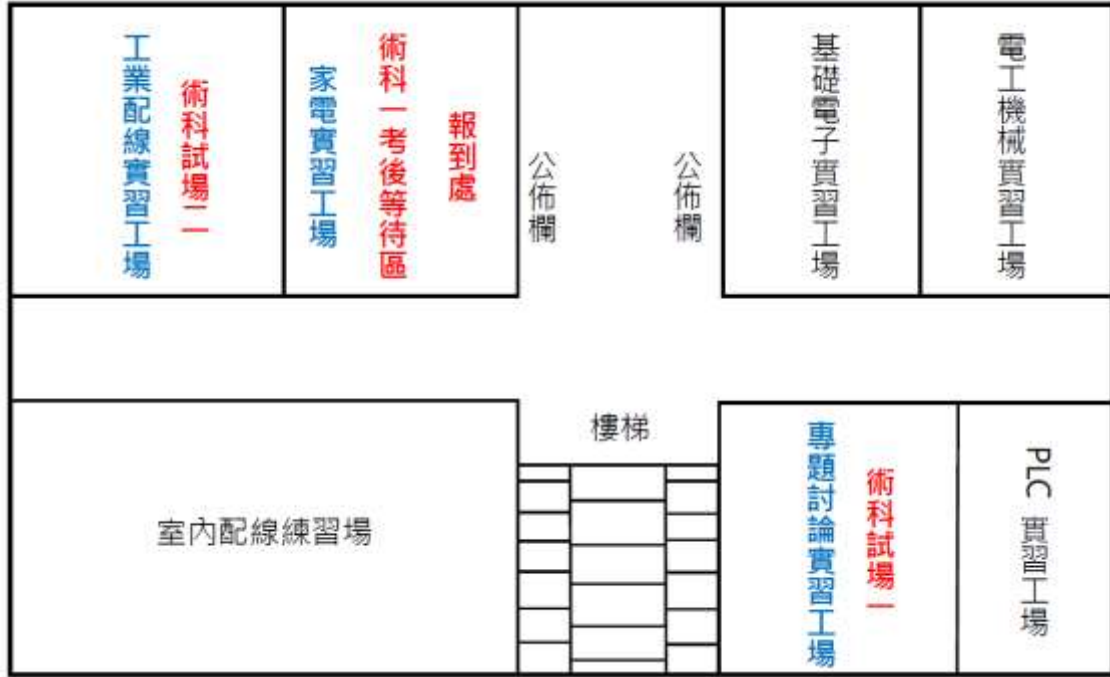 工業配線實習工場
術科試場二
家電實習工場
術科一考後等待區
報到處
公佈欄
公佈欄
基礎電子實習工場
電工機械實習工場
室內配線練習場
樓梯
專題討論實習工場
術科試場一
PLC 實習工場